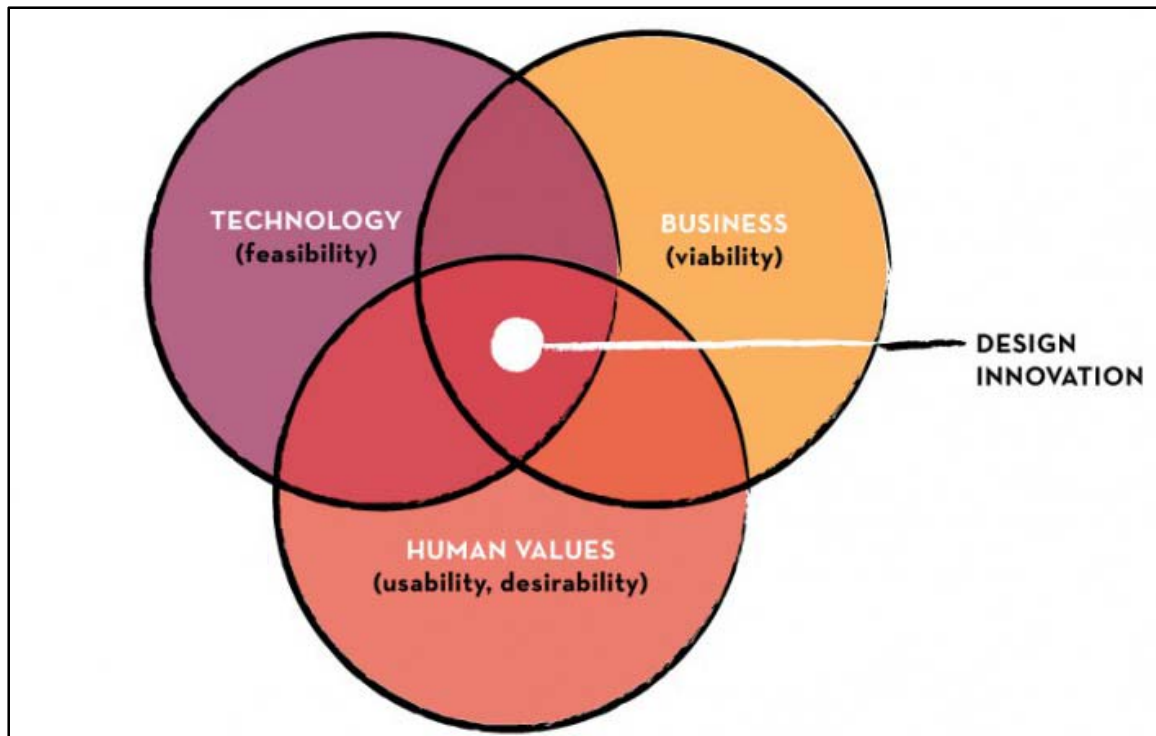 TECHNOLOGY
(feasibility)
BUSINESS
(viability)
DESIGN
INNOVATION
HUMAN VALUES
(usability, desirability)